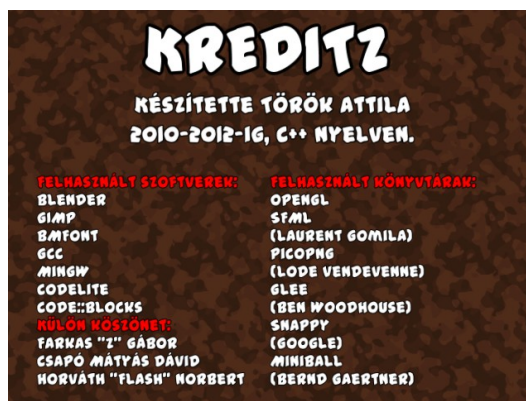 KREDITZ
KÉSZÍTETTE TÖRÖK ATTILA
2010-2012-IG, C++ NYELVEN.
FELHASZNÁLT SZOFTVEREK:
BLENDER
GIMP
BMFONT
GCC
MINGW
CODELITE
CODE::BLOCKS
KÜLÖN KÖSZÖNET:
FARKAS "Z" GÁBOR
CSAPÓ MÁTYÁS DÁVID
HORVÁTH "FLASH" NORBERT
FELHASZNÁLT KÖNYVTÁRAK:
OPENGL
SFML
(LAURENT GOMILA)
PICOPNG
(LODE VENDEVENNE)
GLEE
(BEN WOODHOUSE)
SNAPPY
(GOOGLE)
MINIBALL
(BERND GAERTNER)